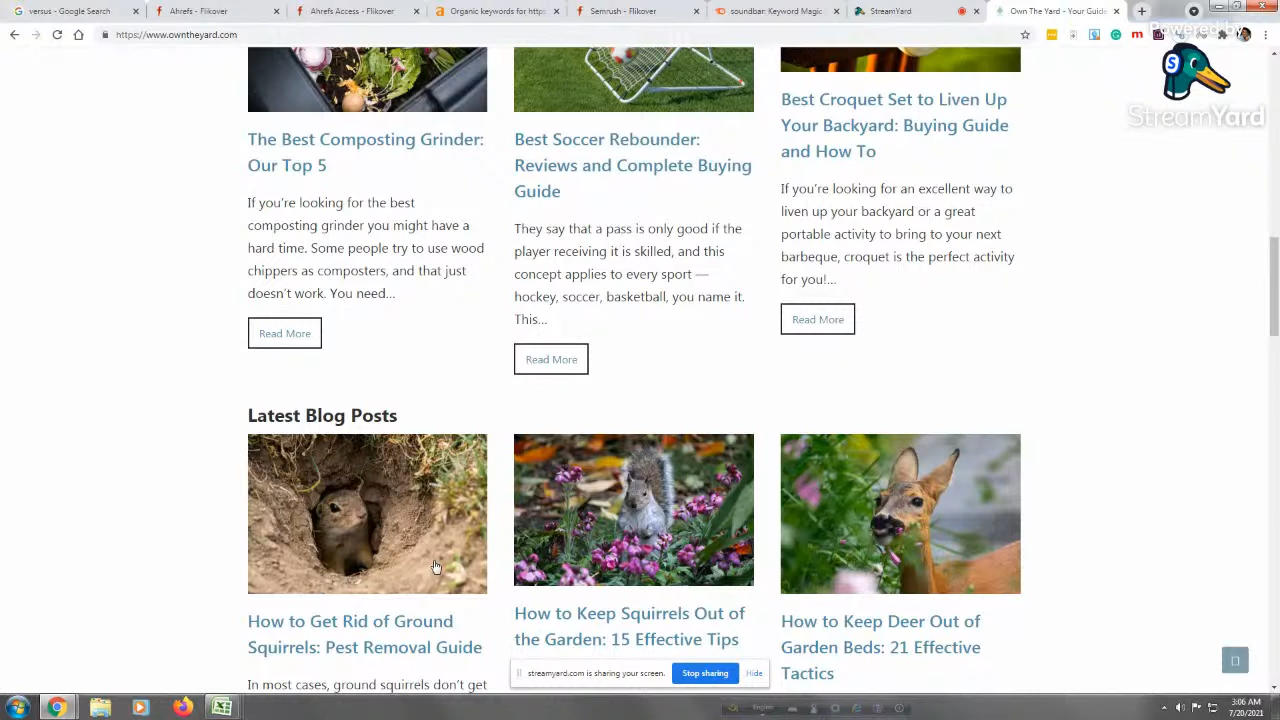 versus - Google Search
Ahrefs - Flikover
Ahrefs Access - Flikover
Organic keywords for https
Semrush - Flikover
soundbar: Keyword Magic
StreamYard
Own The Yard - Your Guide
https://www.owntheyard.com
Powered by
StreamYard
The Best Composting Grinder:
Our Top 5
If you're looking for the best
composting grinder you might have a
hard time. Some people try to use wood
chippers as composters, and that just
doesn't work. You need...
Read More
Best Soccer Rebounder:
Reviews and Complete Buying
Guide
They say that a pass is only good if the
player receiving it is skilled, and this
concept applies to every sport —
hockey, soccer, basketball, you name it.
This...
Read More
Best Croquet Set to Liven Up
Your Backyard: Buying Guide
and How To
If you're looking for an excellent way to
liven up your backyard or a great
portable activity to bring to your next
barbeque, croquet is the perfect activity
for you!...
Read More
Latest Blog Posts
How to Get Rid of Ground
Squirrels: Pest Removal Guide
In most cases, ground squirrels don't get
How to Keep Squirrels Out of
the Garden: 15 Effective Tips
How to Keep Deer Out of
Garden Beds: 21 Effective
Tactics
streamyard.com is sharing your screen.
Stop sharing
Hide
English
3:06 AM
7/20/2021